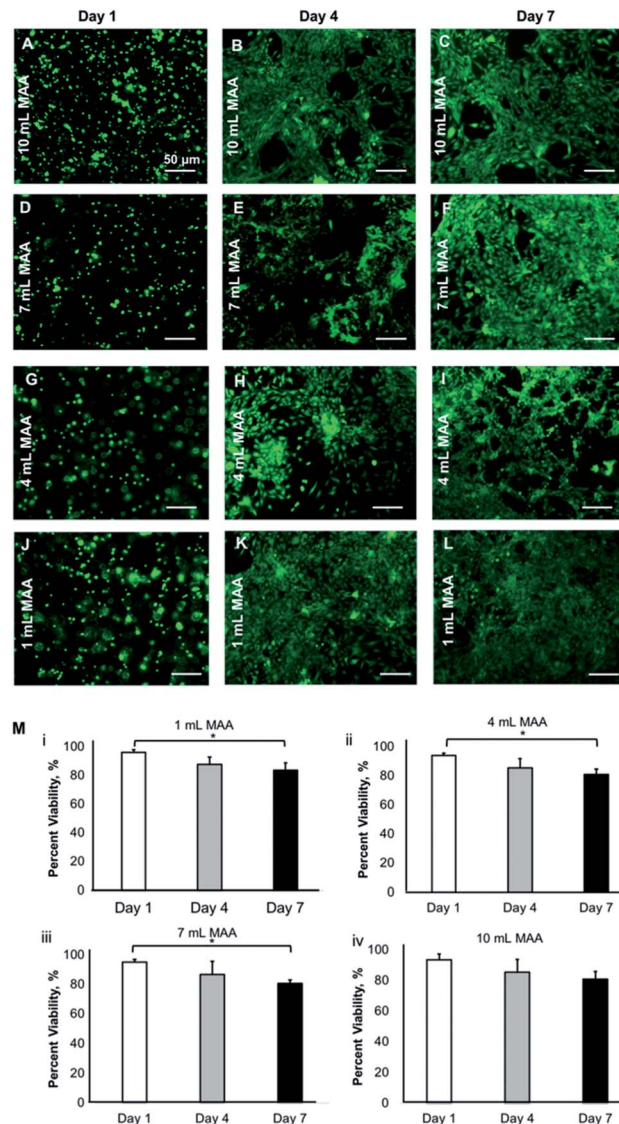 Day 1 Day 4 Day 7
A B C
10 mL MAA 10 mL MAA 10 mL MAA
50 µm
D E F
7 mL MAA 7 mL MAA 7 mL MAA
G H I
4 mL MAA 4 mL MAA 4 mL MAA
J K L
1 mL MAA 1 mL MAA 1 mL MAA
M
i 1 mL MAA
*
Percent Viability, %
100
80
60
40
20
0
Day 1 Day 4 Day 7
ii 4 mL MAA
*
Percent Viability, %
100
80
60
40
20
0
Day 1 Day 4 Day 7
iii 7 mL MAA
*
Percent Viability, %
100
80
60
40
20
0
Day 1 Day 4 Day 7
iv 10 mL MAA
Percent Viability, %
100
80
60
40
20
0
Day 1 Day 4 Day 7